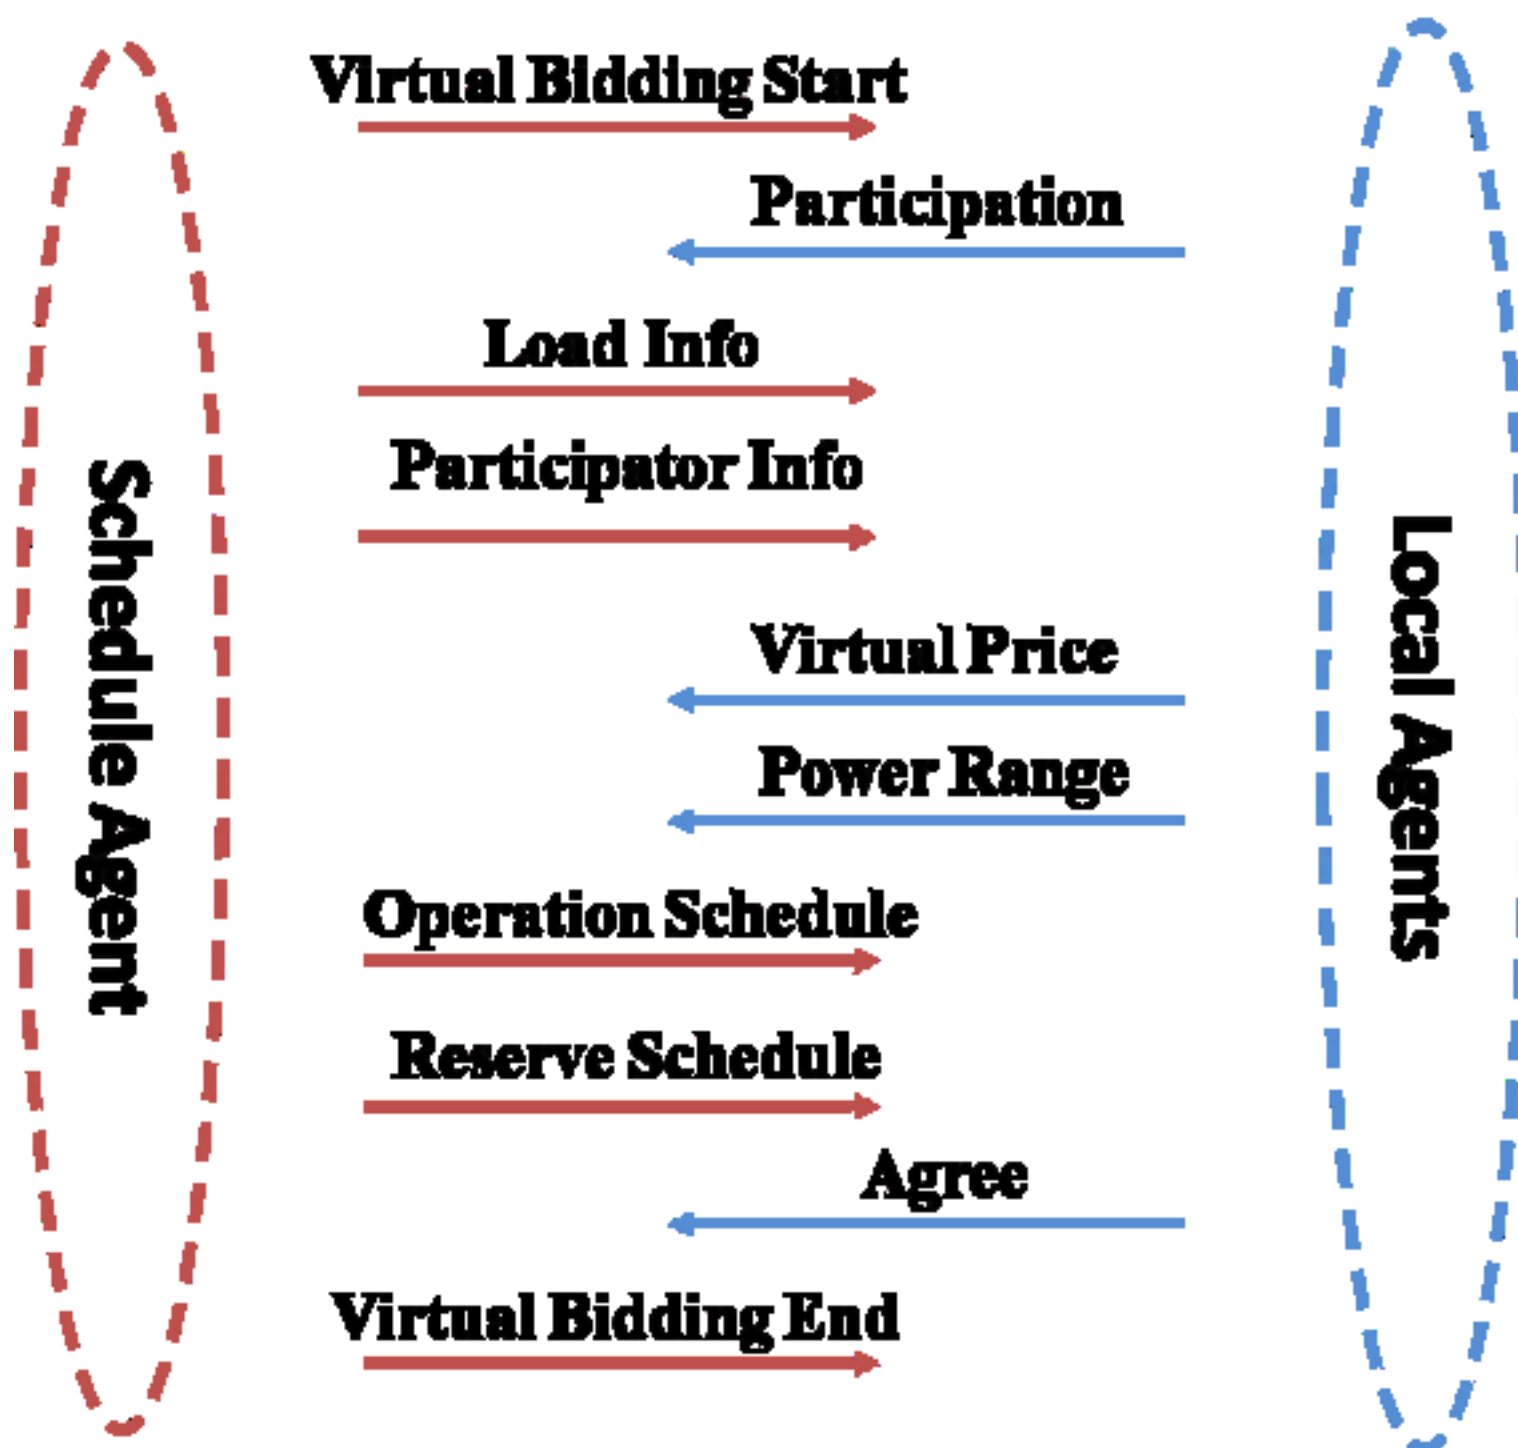 Virtual Bidding Start
Participation
Load Info
Participator Info
Virtual Price
Power Range
Operation Schedule
Reserve Schedule
Agree
Virtual Bidding End
Schedule Agent
Local Agents